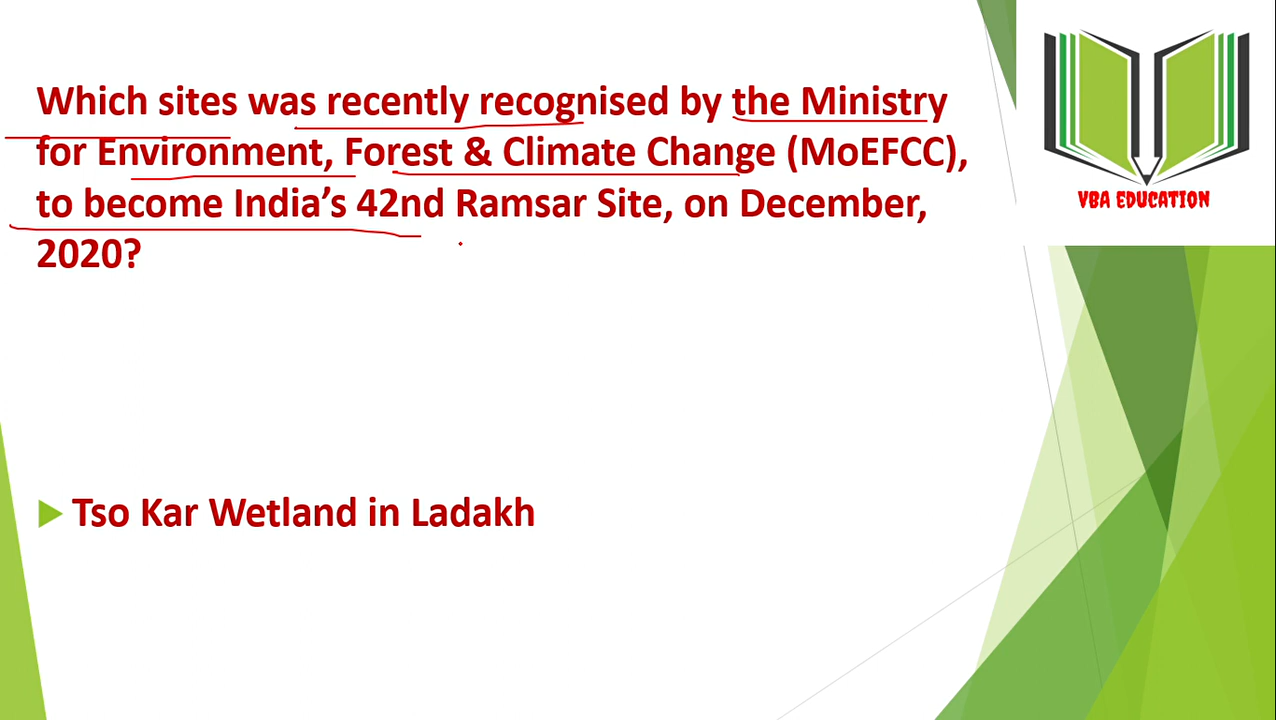 Which sites was recently recognised by the Ministry
for Environment, Forest & Climate Change (MoEFCC),
to become India’s 42nd Ramsar Site, on December,
2020?
VBA EDUCATION
Tso Kar Wetland in Ladakh